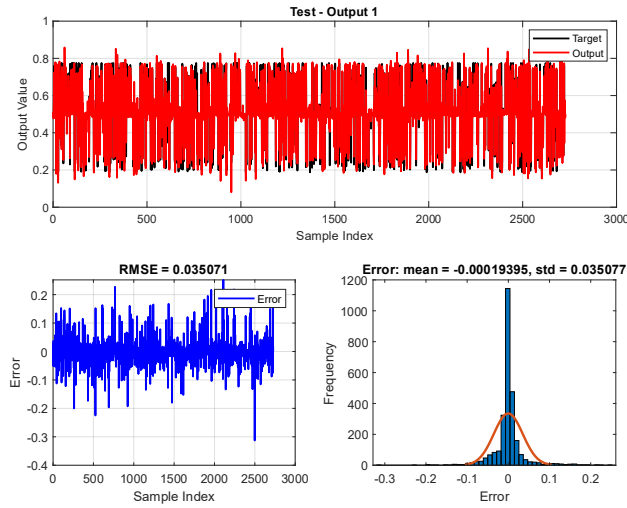 Test - Output 1
Output Value
1
0.8
0.6
0.4
0.2
0
Target
Output
0 500 1000 1500 2000 2500 3000
Sample Index
RMSE = 0.035071
Error
0.2
0.1
0
-0.1
-0.2
-0.3
-0.4
Error
0 500 1000 1500 2000 2500 3000
Sample Index
Error: mean = -0.00019395, std = 0.035077
Frequency
1200
1000
800
600
400
200
0
-0.3 -0.2 -0.1 0 0.1 0.2
Error